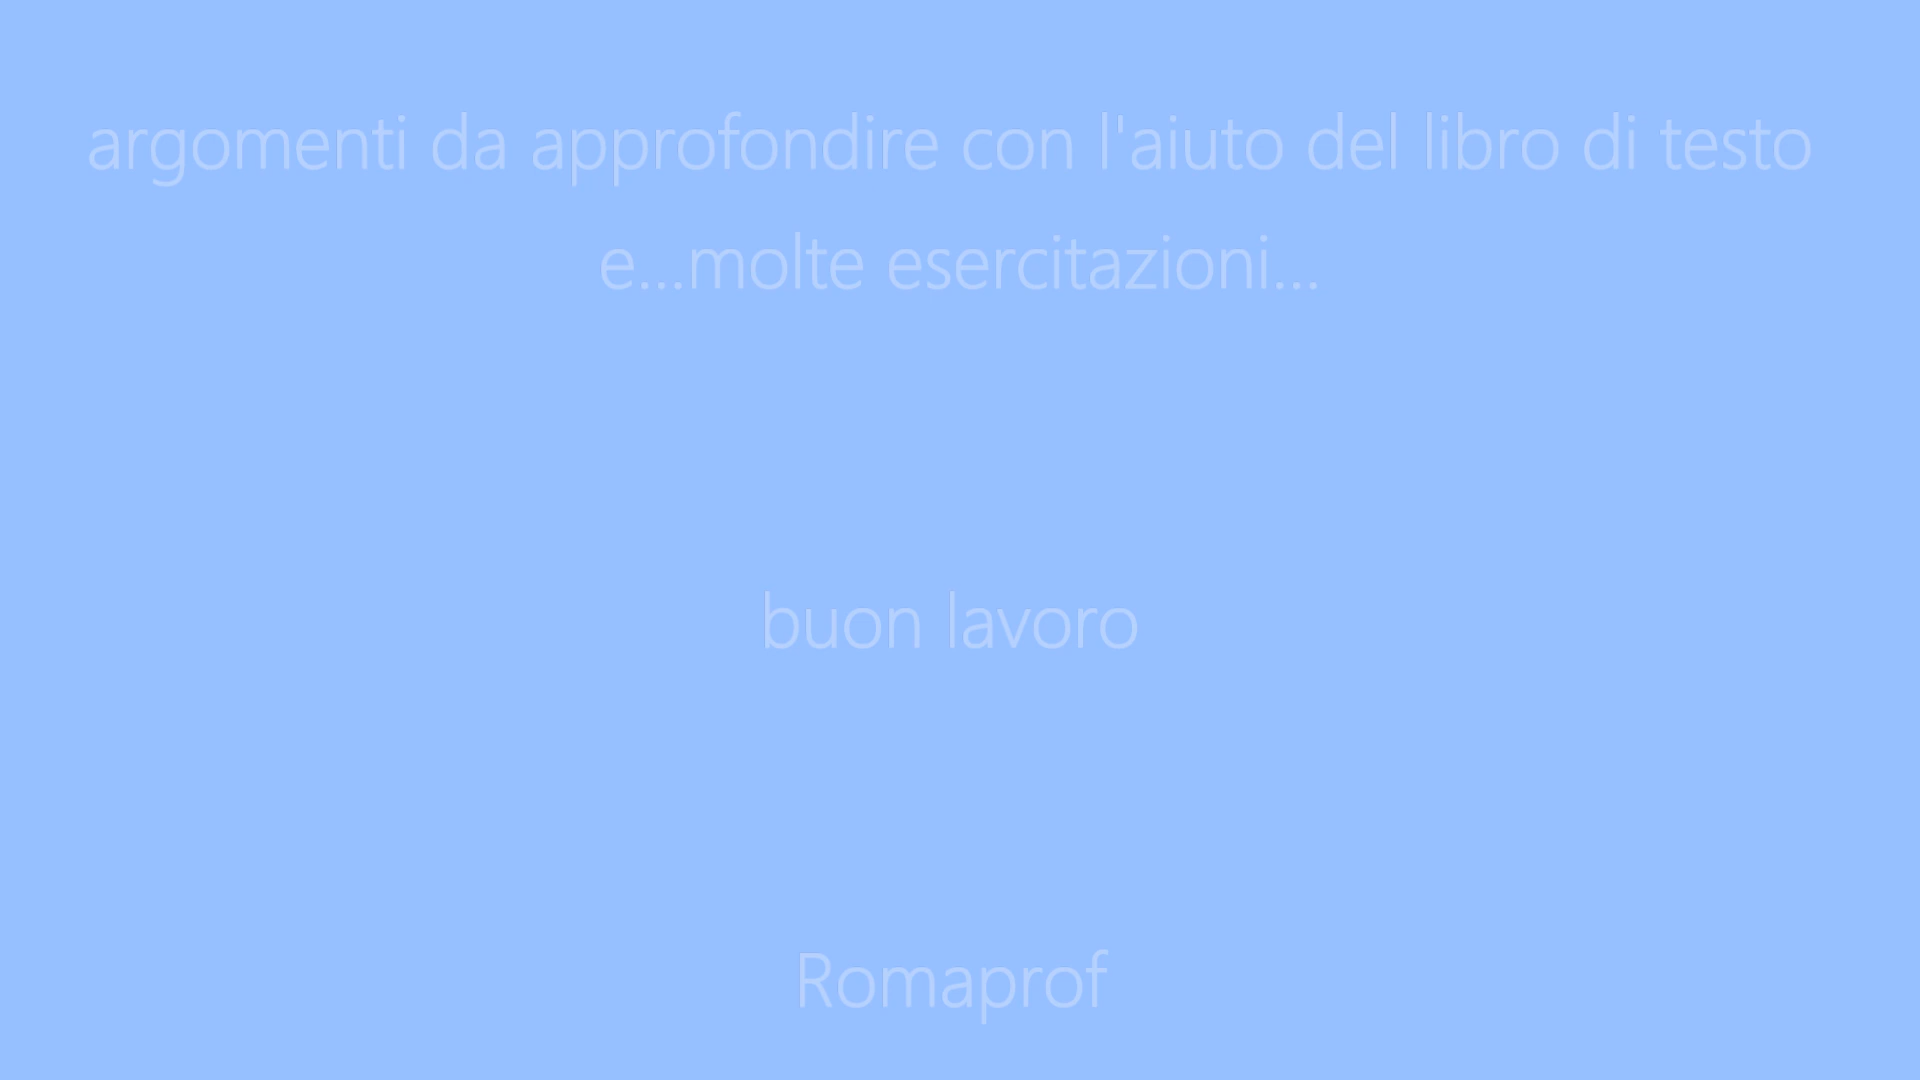 argomenti da approfondire con l'aiuto del libro di testo
e...molte esercitazioni...
buon lavoro
Romaprof